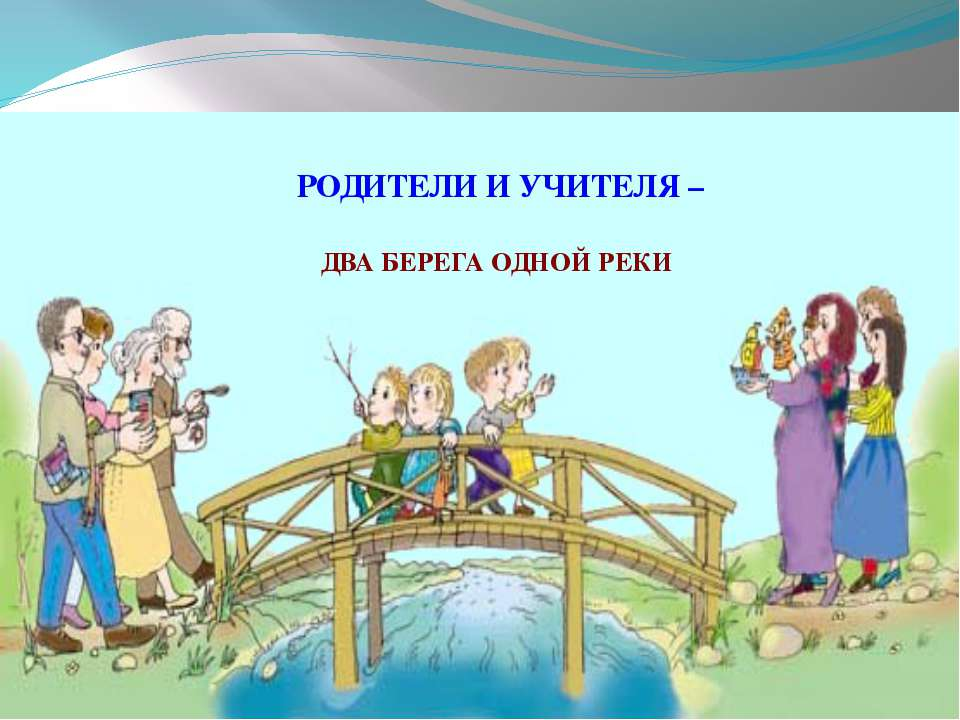 РОДИТЕЛИ И УЧИТЕЛЯ –
ДВА БЕРЕГА ОДНОЙ РЕКИ